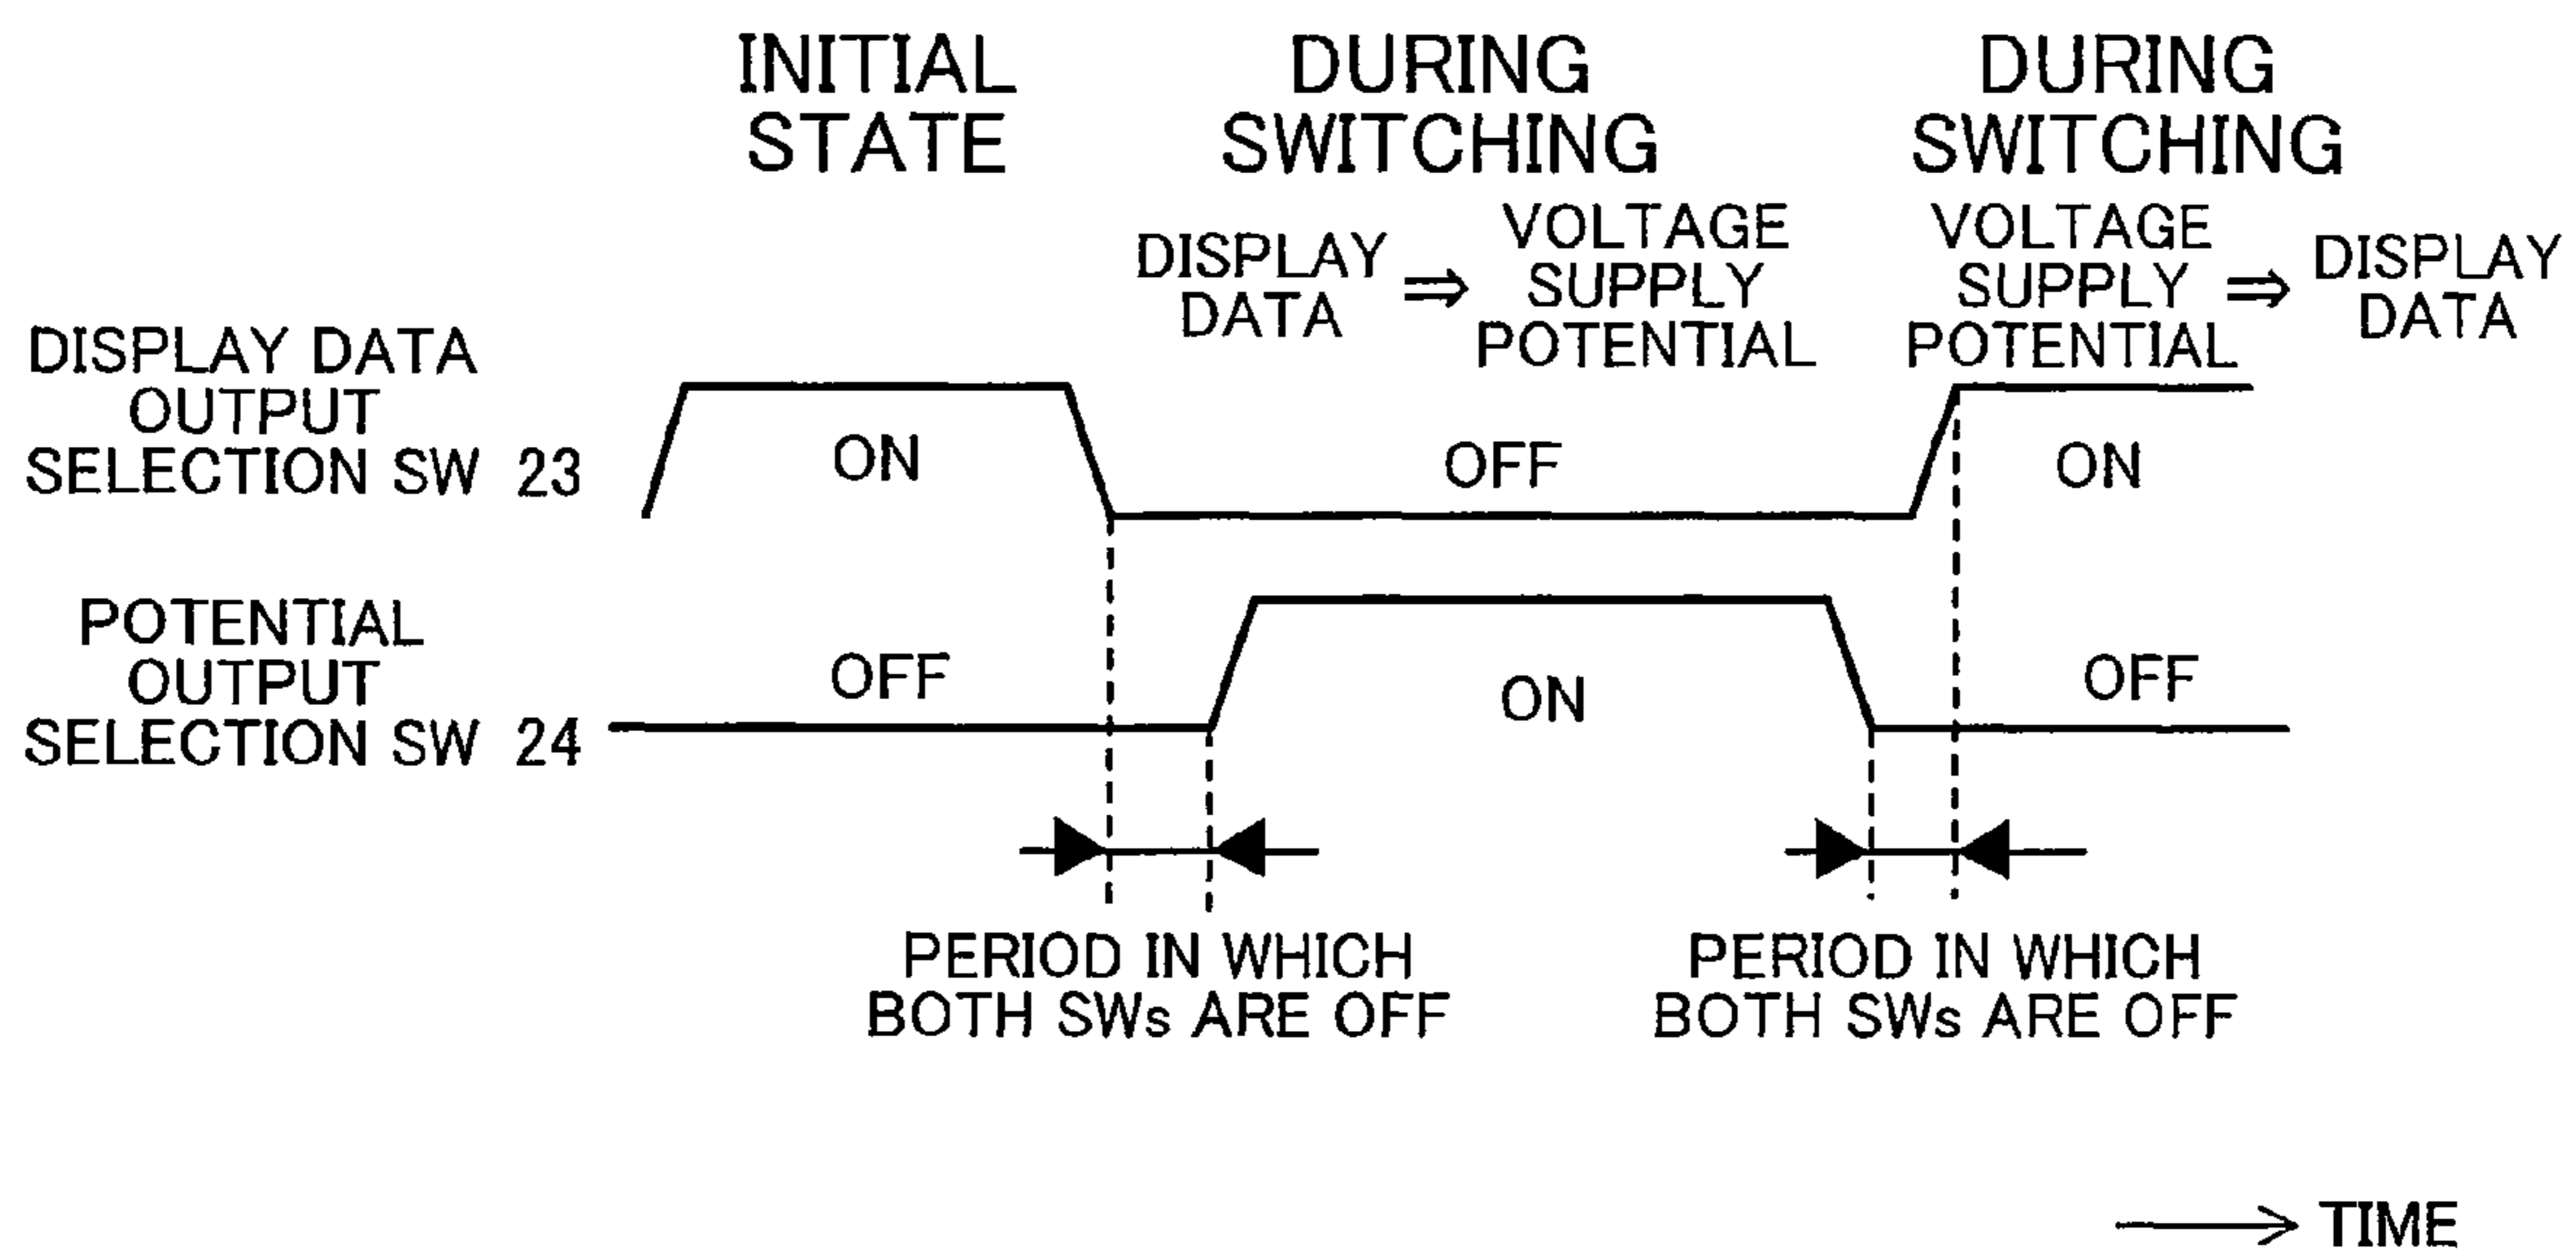 INITIAL
STATE
DURING
SWITCHING
DURING
SWITCHING
DISPLAY
DATA
⇒
VOLTAGE
SUPPLY
POTENTIAL
VOLTAGE
SUPPLY
POTENTIAL
⇒
DISPLAY
DATA
DISPLAY DATA
OUTPUT
SELECTION SW 23
ON
OFF
ON
POTENTIAL
OUTPUT
SELECTION SW 24
OFF
ON
OFF
PERIOD IN WHICH
BOTH SWs ARE OFF
PERIOD IN WHICH
BOTH SWs ARE OFF
TIME